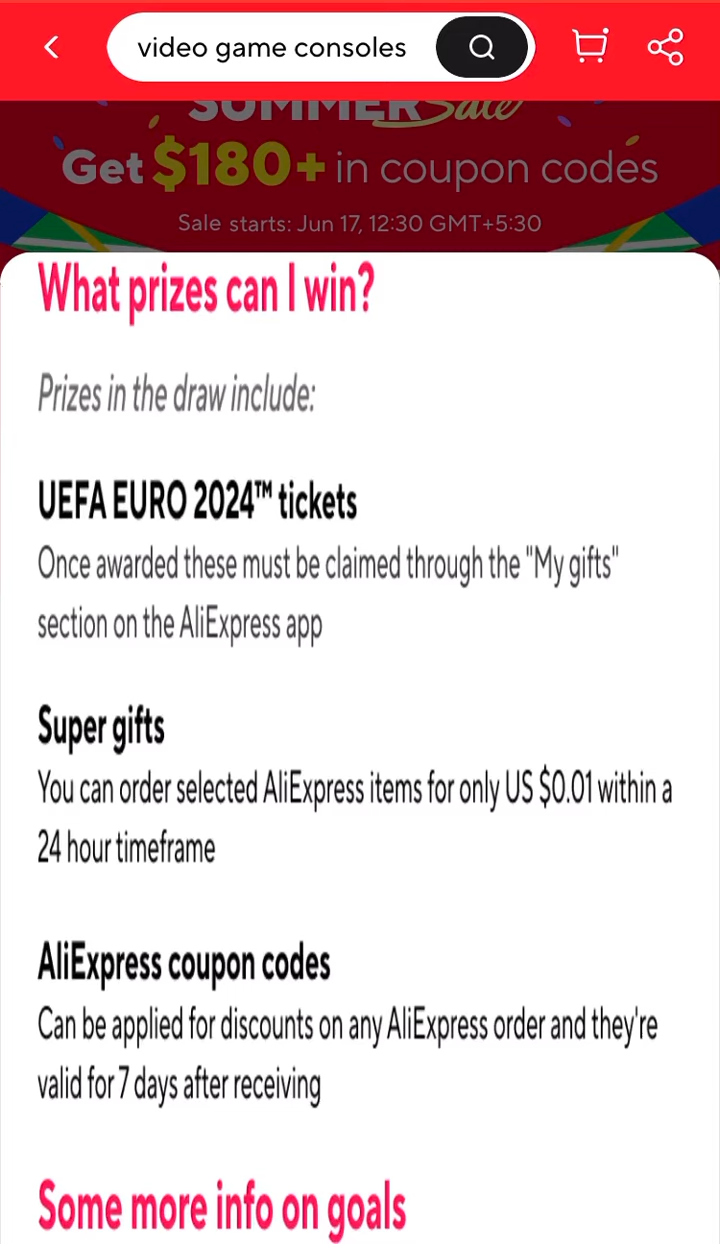 video game consoles
SUMMER Sale
Get $180+ in coupon codes
Sale starts: Jun 17, 12:30 GMT+5:30
What prizes can I win?
Prizes in the draw include:
UEFA EURO 2024™ tickets
Once awarded these must be claimed through the "My gifts"
section on the AliExpress app
Super gifts
You can order selected AliExpress items for only US $0.01 within a
24 hour timeframe
AliExpress coupon codes
Can be applied for discounts on any AliExpress order and they're
valid for 7 days after receiving
Some more info on goals